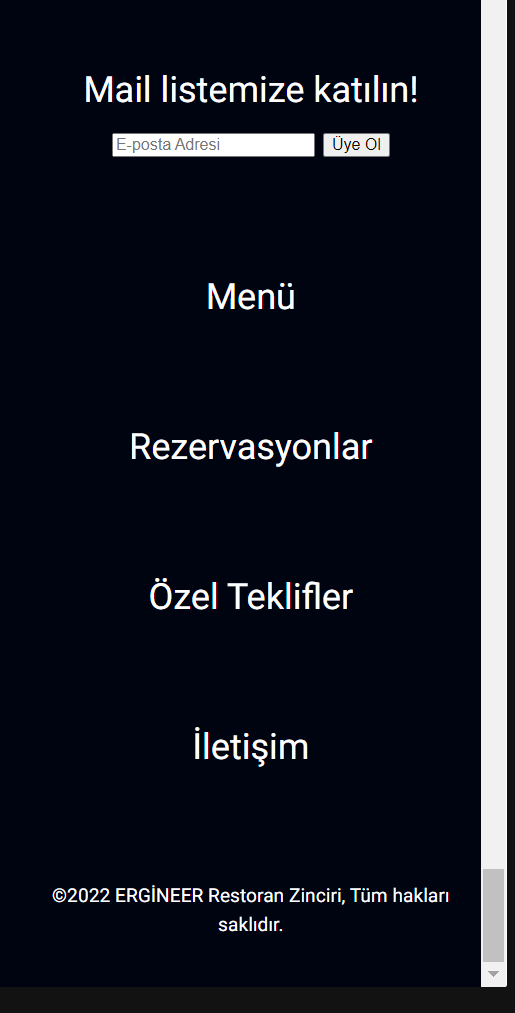 Mail listemize katılın!
E-posta Adresi Üye Ol
Menü
Rezervasyonlar
Özel Teklifler
İletişim
©2022 ERGİNEER Restoran Zinciri, Tüm hakları
saklıdır.